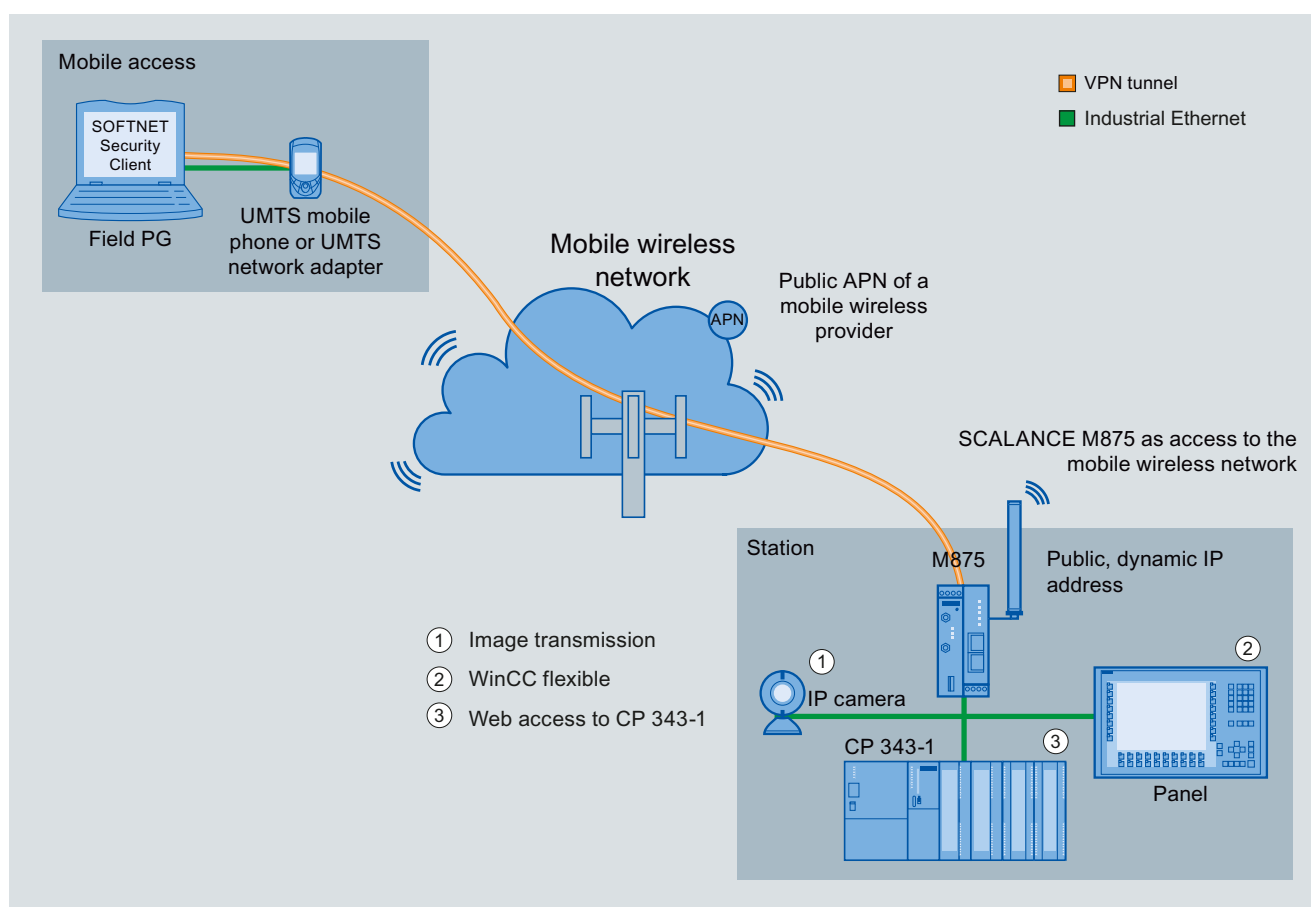 Mobile access
SOFTNET
Security
Client
Field PG
UMTS mobile
phone or UMTS
network adapter
VPN tunnel
Industrial Ethernet
Mobile wireless
network
APN
Public APN of a
mobile wireless
provider
SCALANCE M875 as access to the
mobile wireless network
Station
M875
Public, dynamic IP
address
1 Image transmission
2 WinCC flexible
3 Web access to CP 343-1
1
IP camera
2
Panel
CP 343-1
3